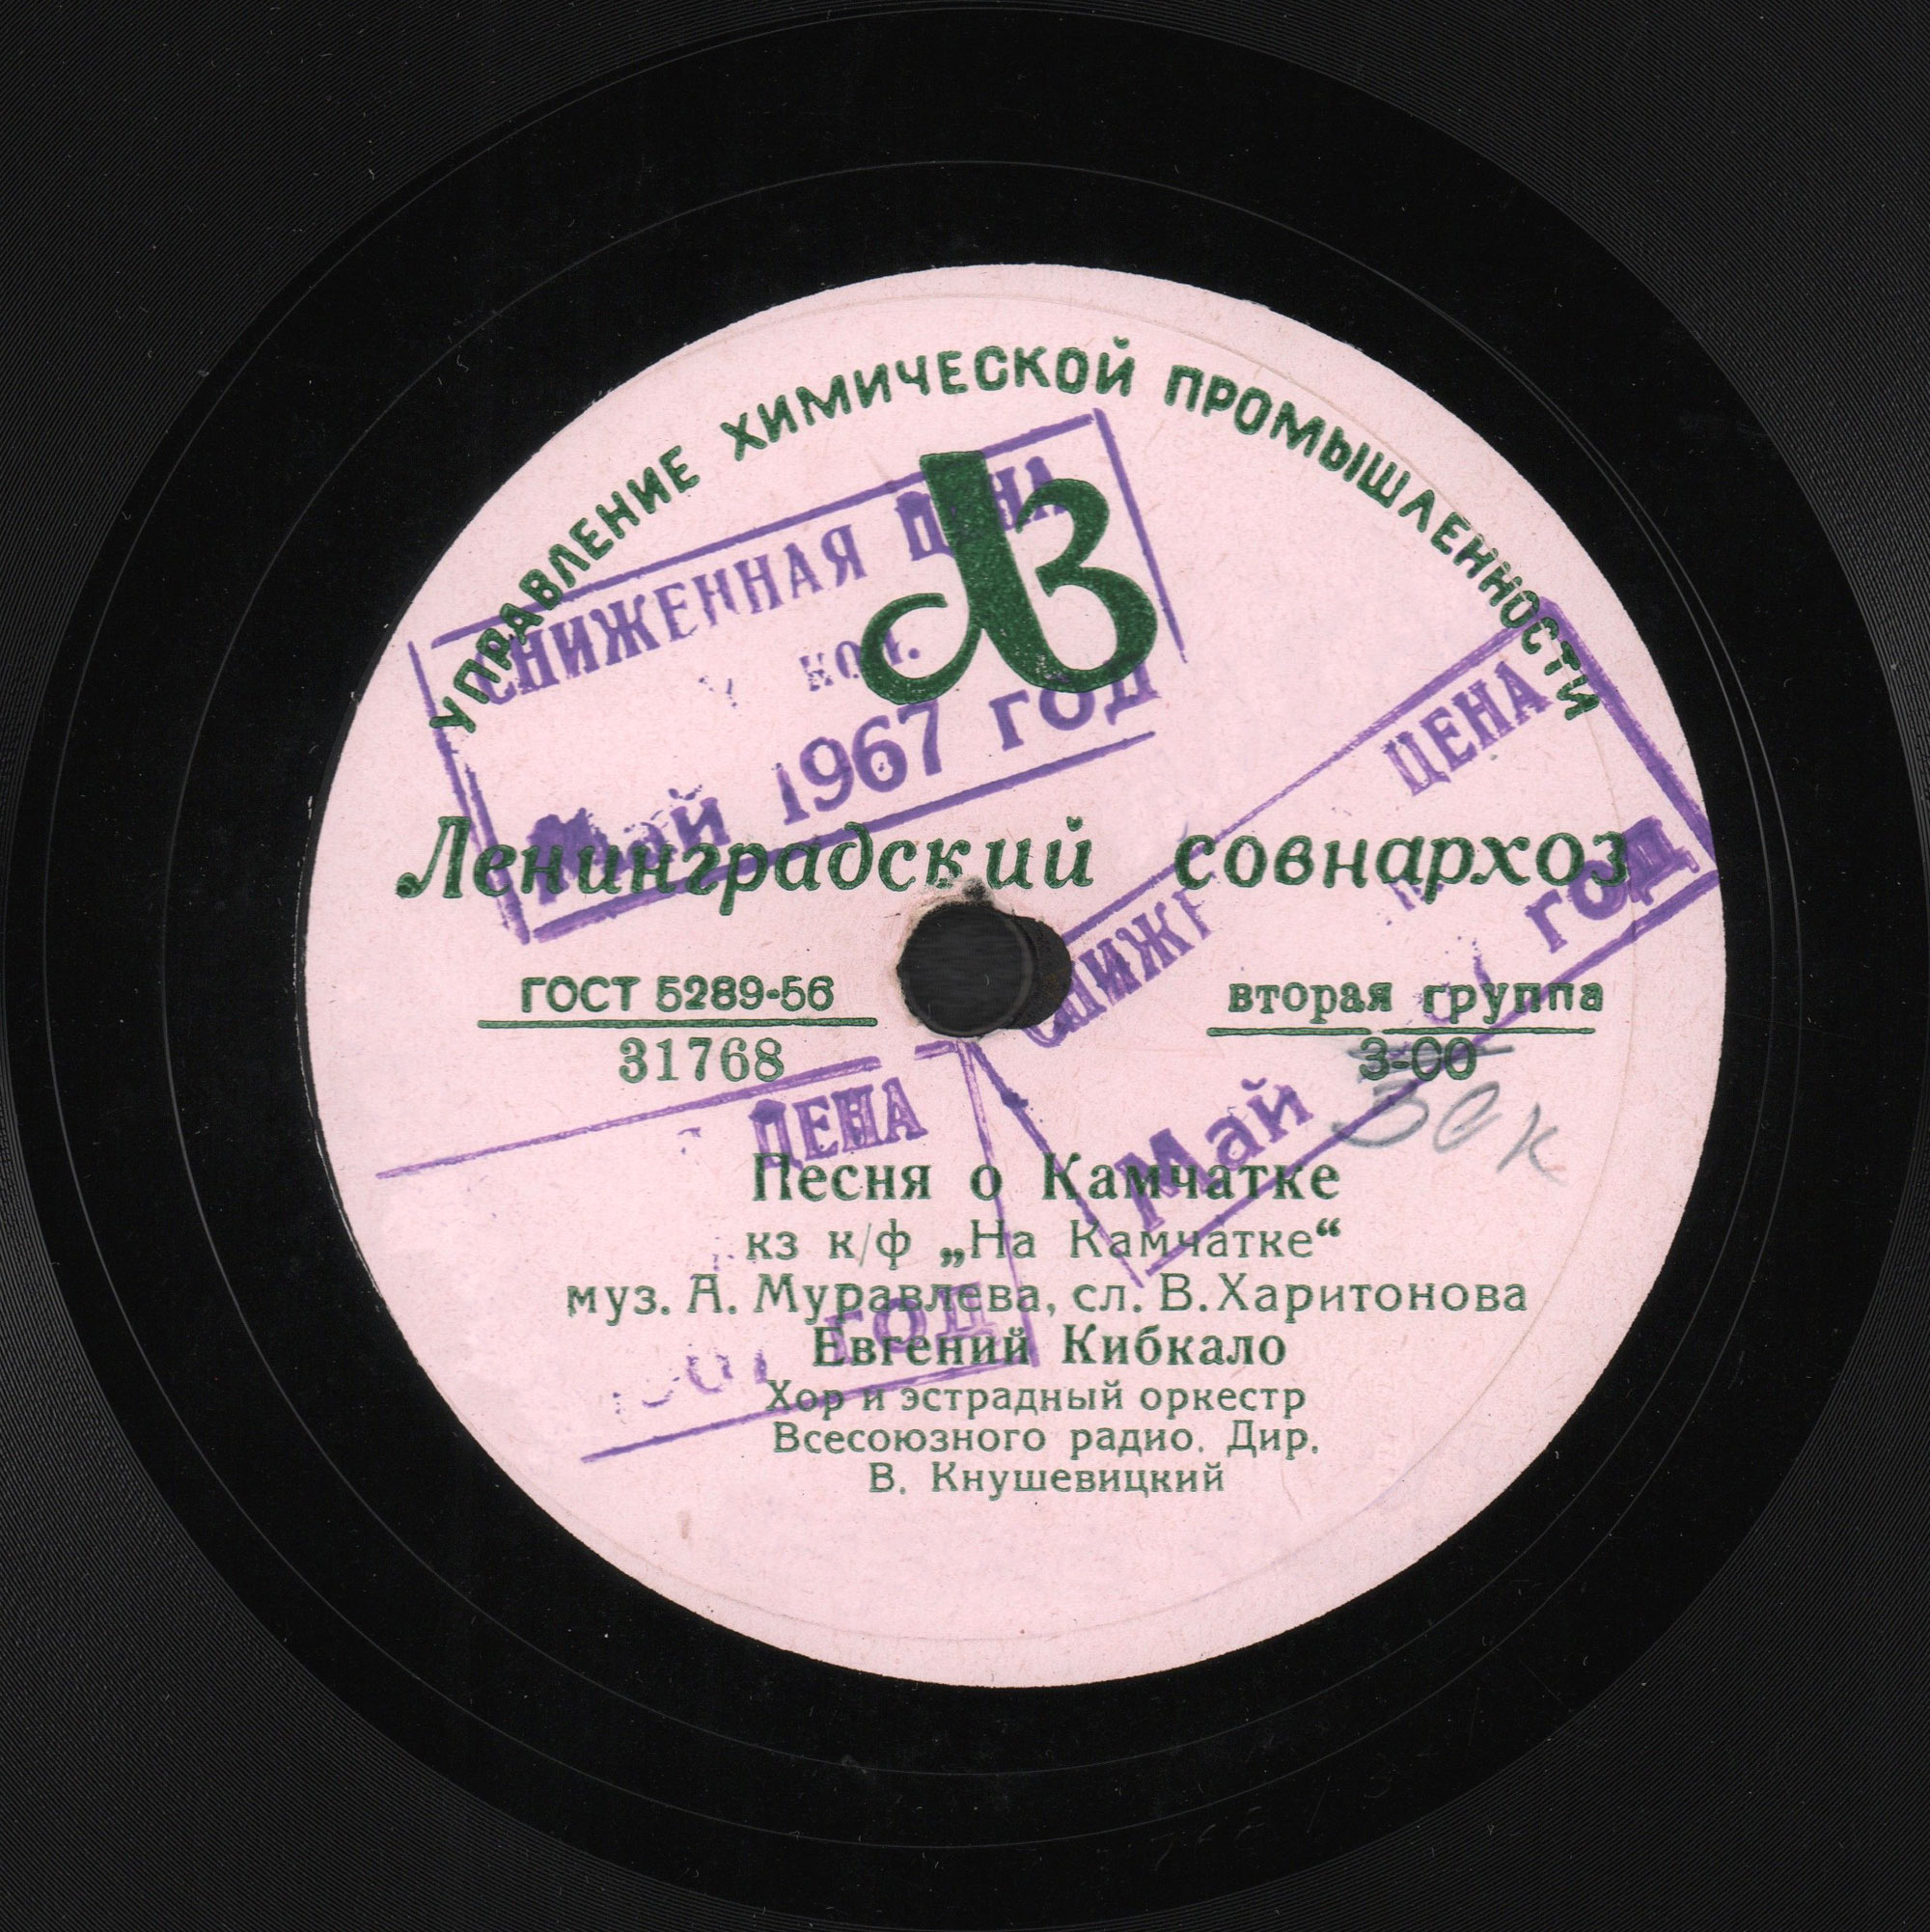 УПРАВЛЕНИЕ ХИМИЧЕСКОЙ ПРОМЫШЛЕННОСТИ
СНИЖЕННАЯ ЦЕНА
коп.
Май 1967 год
ЦЕНА
Ленинградский совнархоз
год
ГОСТ 5289-56
вторая группа
31768
3-00
Май
ЦЕНА
Песня о Камчатке
кз к/ф „На Камчатке“
муз. А. Муравлева, сл. В. Харитонова
год
Евгений Кибкало
Хор и эстрадный оркестр
Всесоюзного радио. Дир.
В. Кнушевицкий